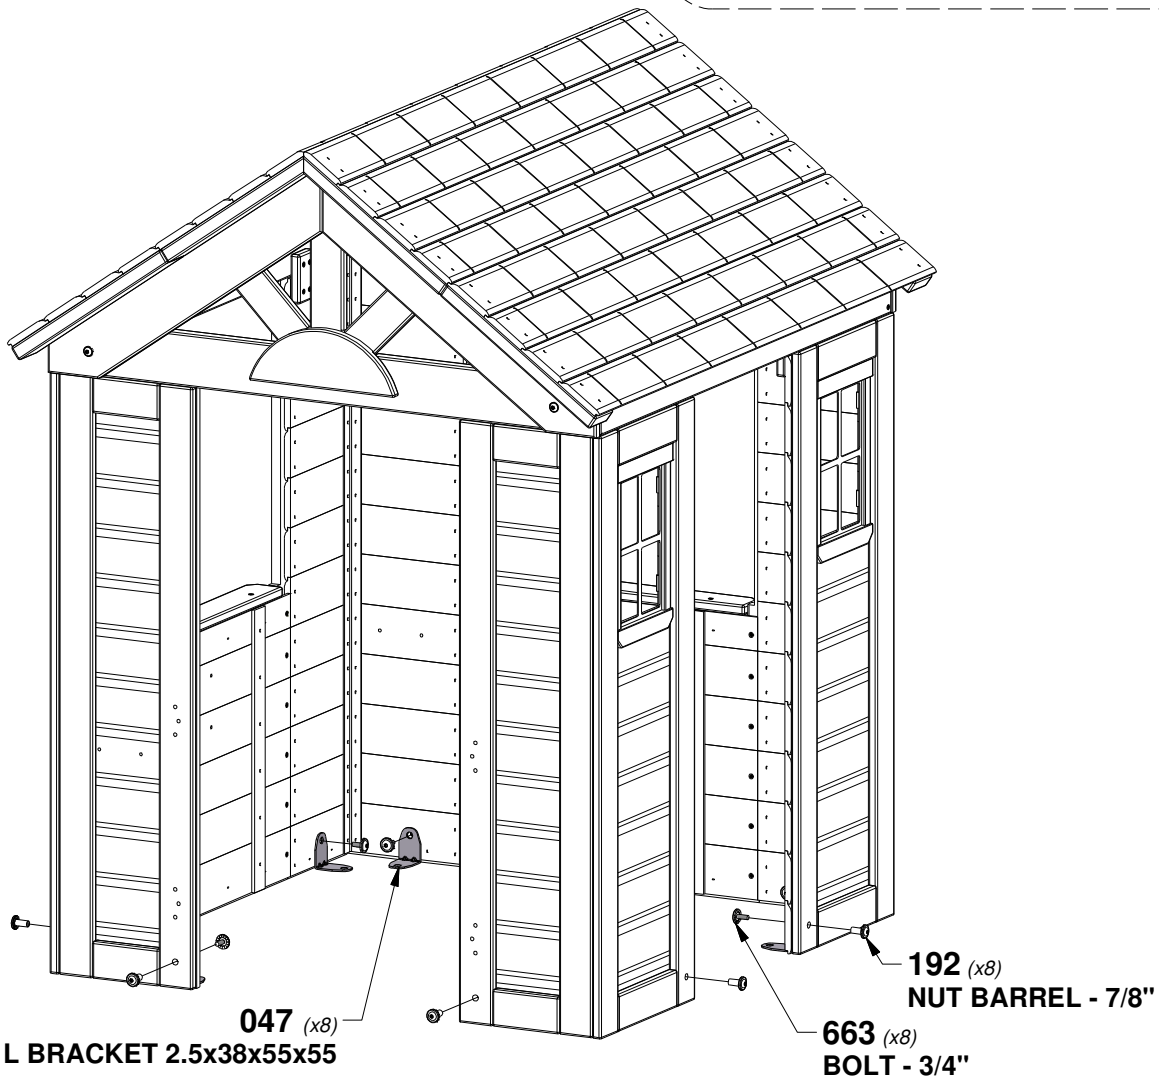 192 (x8)
NUT BARREL - 7/8"
047 (x8)
L BRACKET 2.5x38x55x55
663 (x8)
BOLT - 3/4"